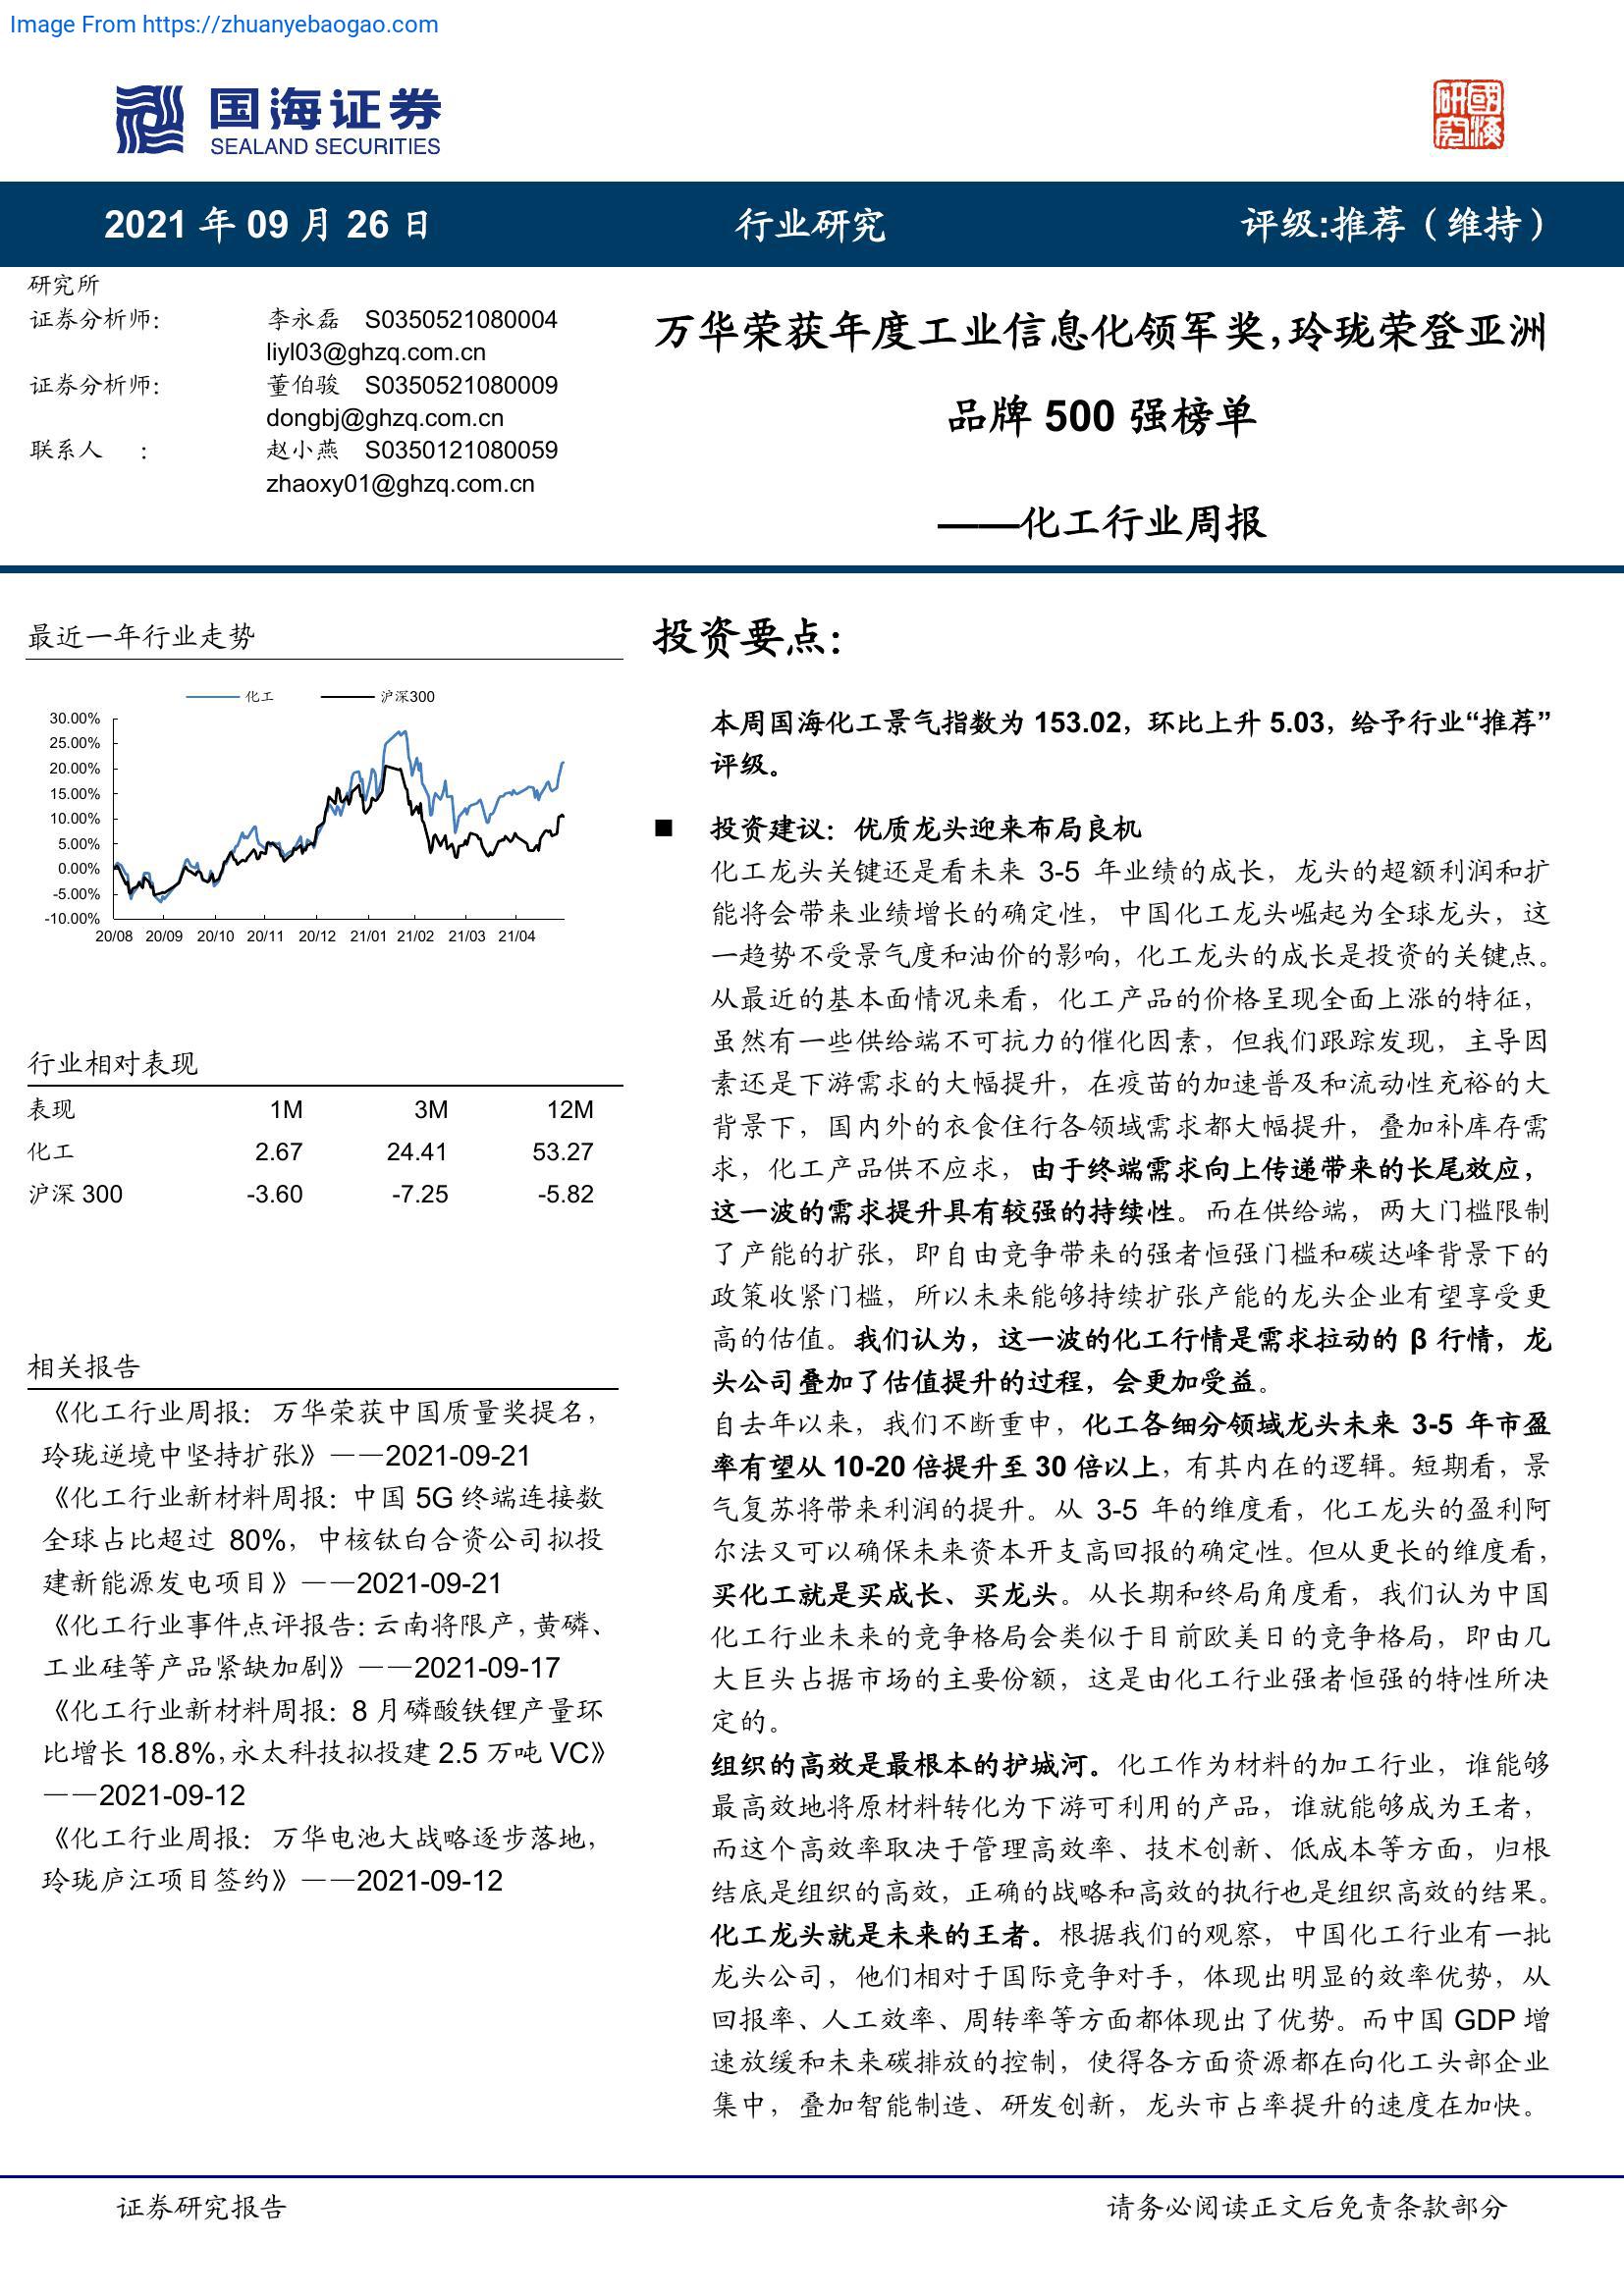 Image From https://zhuanyebaogao.com
国海证券
SEALAND SECURITIES
國海
研究
2021 年 09 月 26 日
行业研究
评级:推荐（维持）
研究所
证券分析师: 李永磊 S0350521080004
liyl03@ghzq.com.cn
证券分析师: 董伯骏 S0350521080009
dongbj@ghzq.com.cn
联系人 : 赵小燕 S0350121080059
zhaoxy01@ghzq.com.cn
万华荣获年度工业信息化领军奖,玲珑荣登亚洲
品牌 500 强榜单
——化工行业周报
最近一年行业走势
化工 沪深300
30.00%
25.00%
20.00%
15.00%
10.00%
5.00%
0.00%
-5.00%
-10.00%
20/08 20/09 20/10 20/11 20/12 21/01 21/02 21/03 21/04
行业相对表现
表现 1M 3M 12M
化工 2.67 24.41 53.27
沪深 300 -3.60 -7.25 -5.82
相关报告
《化工行业周报: 万华荣获中国质量奖提名,
玲珑逆境中坚持扩张》——2021-09-21
《化工行业新材料周报: 中国 5G 终端连接数
全球占比超过 80%, 中核钛白合资公司拟投
建新能源发电项目》——2021-09-21
《化工行业事件点评报告: 云南将限产, 黄磷、
工业硅等产品紧缺加剧》——2021-09-17
《化工行业新材料周报: 8 月磷酸铁锂产量环
比增长 18.8%, 永太科技拟投建 2.5 万吨 VC》
——2021-09-12
《化工行业周报: 万华电池大战略逐步落地,
玲珑庐江项目签约》——2021-09-12
投资要点:
本周国海化工景气指数为 153.02，环比上升 5.03，给予行业“推荐”
评级。
■ 投资建议：优质龙头迎来布局良机
化工龙头关键还是看未来 3-5 年业绩的成长，龙头的超额利润和扩
能将会带来业绩增长的确定性，中国化工龙头崛起为全球龙头，这
一趋势不受景气度和油价的影响，化工龙头的成长是投资的关键点。
从最近的基本面情况来看，化工产品的价格呈现全面上涨的特征，
虽然有一些供给端不可抗力的催化因素，但我们跟踪发现，主导因
素还是下游需求的大幅提升，在疫苗的加速普及和流动性充裕的大
背景下，国内外的衣食住行各领域需求都大幅提升，叠加补库存需
求，化工产品供不应求，由于终端需求向上传递带来的长尾效应，
这一波的需求提升具有较强的持续性。而在供给端，两大门槛限制
了产能的扩张，即自由竞争带来的强者恒强门槛和碳达峰背景下的
政策收紧门槛，所以未来能够持续扩张产能的龙头企业有望享受更
高的估值。我们认为，这一波的化工行情是需求拉动的 β 行情，龙
头公司叠加了估值提升的过程，会更加受益。
自去年以来，我们不断重申，化工各细分领域龙头未来 3-5 年市盈
率有望从 10-20 倍提升至 30 倍以上，有其内在的逻辑。短期看，景
气复苏将带来利润的提升。从 3-5 年的维度看，化工龙头的盈利阿
尔法又可以确保未来资本开支高回报的确定性。但从更长的维度看，
买化工就是买成长、买龙头。从长期和终局角度看，我们认为中国
化工行业未来的竞争格局会类似于目前欧美日的竞争格局，即由几
大巨头占据市场的主要份额，这是由化工行业强者恒强的特性所决
定的。
组织的高效是最根本的护城河。化工作为材料的加工行业，谁能够
最高效地将原材料转化为下游可利用的产品，谁就能够成为王者，
而这个高效率取决于管理高效率、技术创新、低成本等方面，归根
结底是组织的高效，正确的战略和高效的执行也是组织高效的结果。
化工龙头就是未来的王者。根据我们的观察，中国化工行业有一批
龙头公司，他们相对于国际竞争对手，体现出明显的效率优势，从
回报率、人工效率、周转率等方面都体现出了优势。而中国 GDP 增
速放缓和未来碳排放的控制，使得各方面资源都在向化工头部企业
集中，叠加智能制造、研发创新，龙头市占率提升的速度在加快。
证券研究报告
请务必阅读正文后免责条款部分